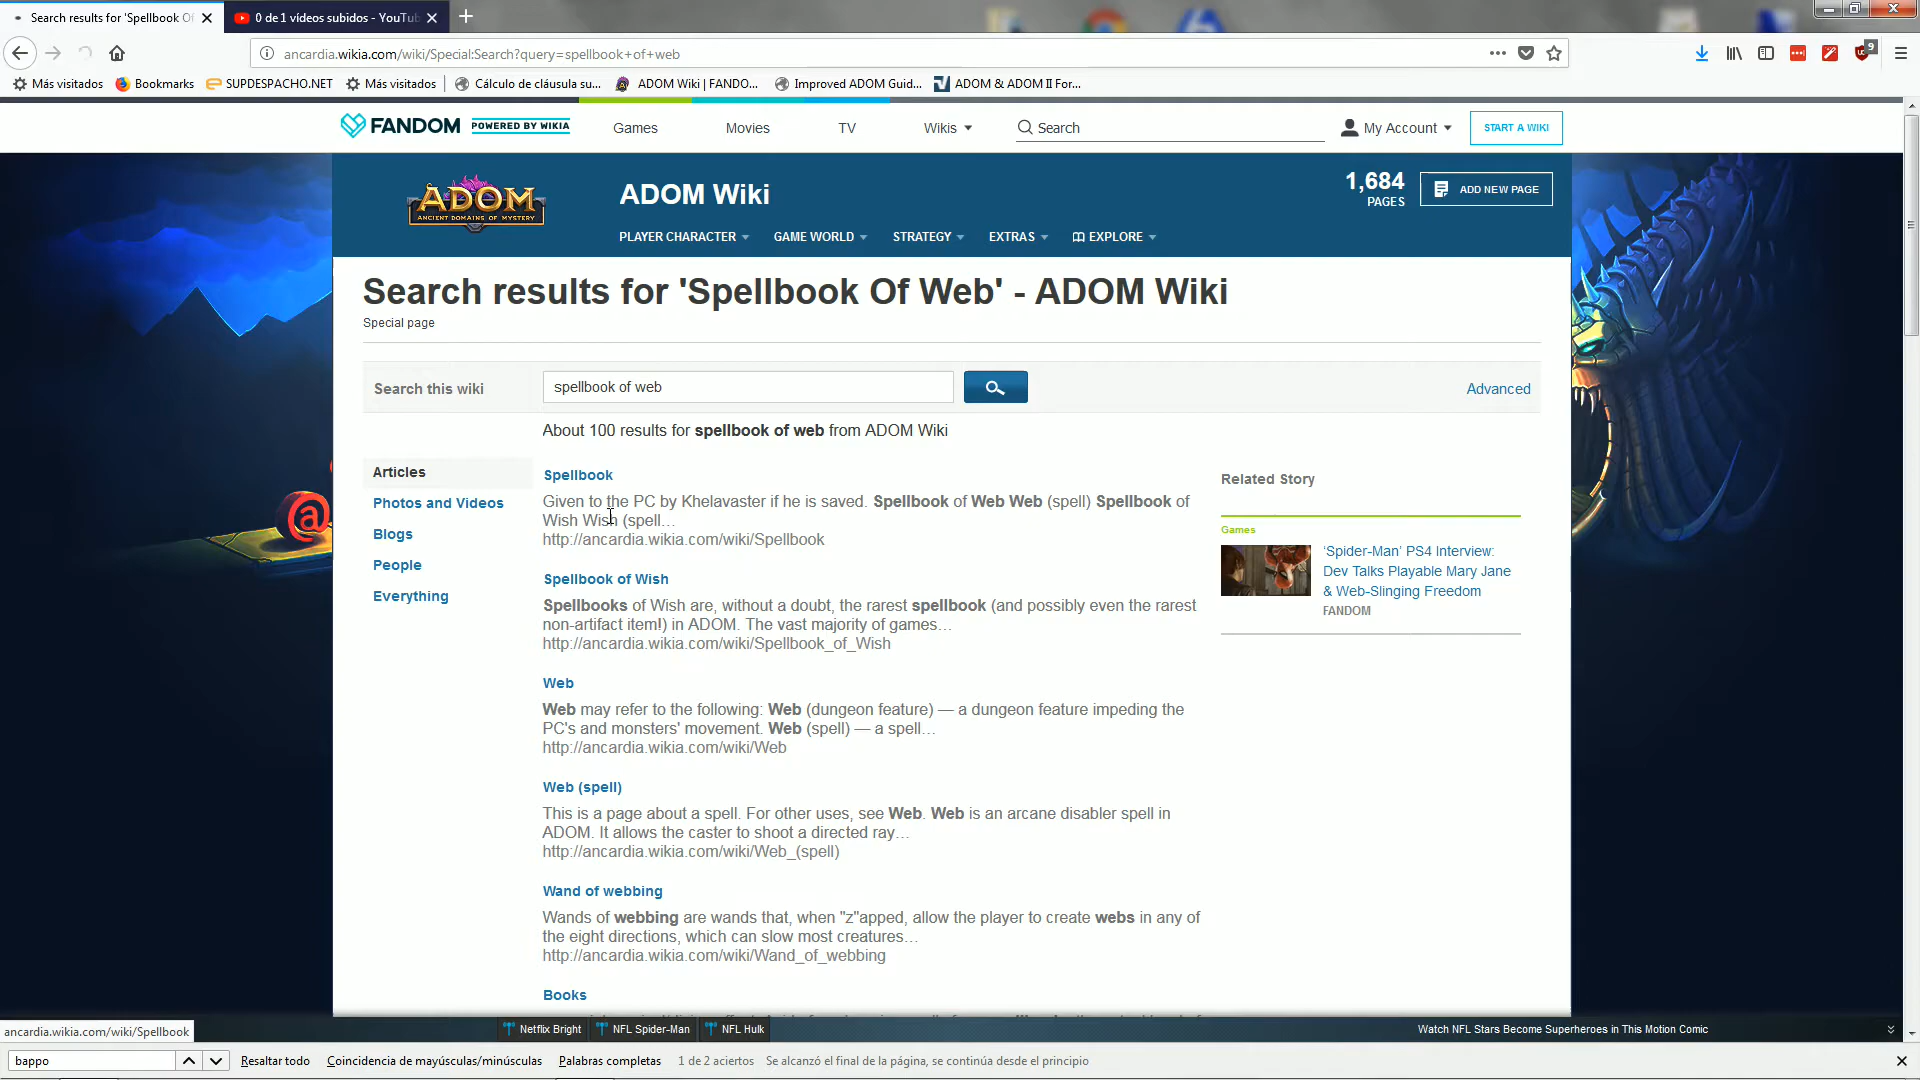 Search results for 'Spellbook Of
0 de 1 vídeos subidos - YouTub
ancardia.wikia.com/wiki/Special:Search?query=spellbook+of+web
9
Más visitados
Bookmarks
SUPDESPACHO.NET
Más visitados
Cálculo de cláusula su...
ADOM Wiki | FANDO...
Improved ADOM Guid...
ADOM & ADOM II For...
FANDOM POWERED BY WIKIA
Games
Movies
TV
Wikis
Search
My Account
START A WIKI
ADOM
ANCIENT DOMAINS OF MYSTERY
ADOM Wiki
1,684
PAGES
ADD NEW PAGE
PLAYER CHARACTER
GAME WORLD
STRATEGY
EXTRAS
EXPLORE
Search results for 'Spellbook Of Web' - ADOM Wiki
Special page
Search this wiki
spellbook of web
Advanced
About 100 results for spellbook of web from ADOM Wiki
Articles
Photos and Videos
Blogs
People
Everything
Spellbook
Given to the PC by Khelavaster if he is saved. Spellbook of Web Web (spell) Spellbook of
Wish Wish (spell…
http://ancardia.wikia.com/wiki/Spellbook
Spellbook of Wish
Spellbooks of Wish are, without a doubt, the rarest spellbook (and possibly even the rarest
non-artifact item!) in ADOM. The vast majority of games…
http://ancardia.wikia.com/wiki/Spellbook_of_Wish
Web
Web may refer to the following: Web (dungeon feature) — a dungeon feature impeding the
PC's and monsters' movement. Web (spell) — a spell…
http://ancardia.wikia.com/wiki/Web
Web (spell)
This is a page about a spell. For other uses, see Web. Web is an arcane disabler spell in
ADOM. It allows the caster to shoot a directed ray…
http://ancardia.wikia.com/wiki/Web_(spell)
Wand of webbing
Wands of webbing are wands that, when "z"apped, allow the player to create webs in any of
the eight directions, which can slow most creatures…
http://ancardia.wikia.com/wiki/Wand_of_webbing
Books
Related Story
Games
‘Spider-Man’ PS4 Interview:
Dev Talks Playable Mary Jane
& Web-Slinging Freedom
FANDOM
@
ancardia.wikia.com/wiki/Spellbook
Netflix Bright
NFL Spider-Man
NFL Hulk
Watch NFL Stars Become Superheroes in This Motion Comic
bappo
Resaltar todo
Coincidencia de mayúsculas/minúsculas
Palabras completas
1 de 2 aciertos
Se alcanzó el final de la página, se continúa desde el principio